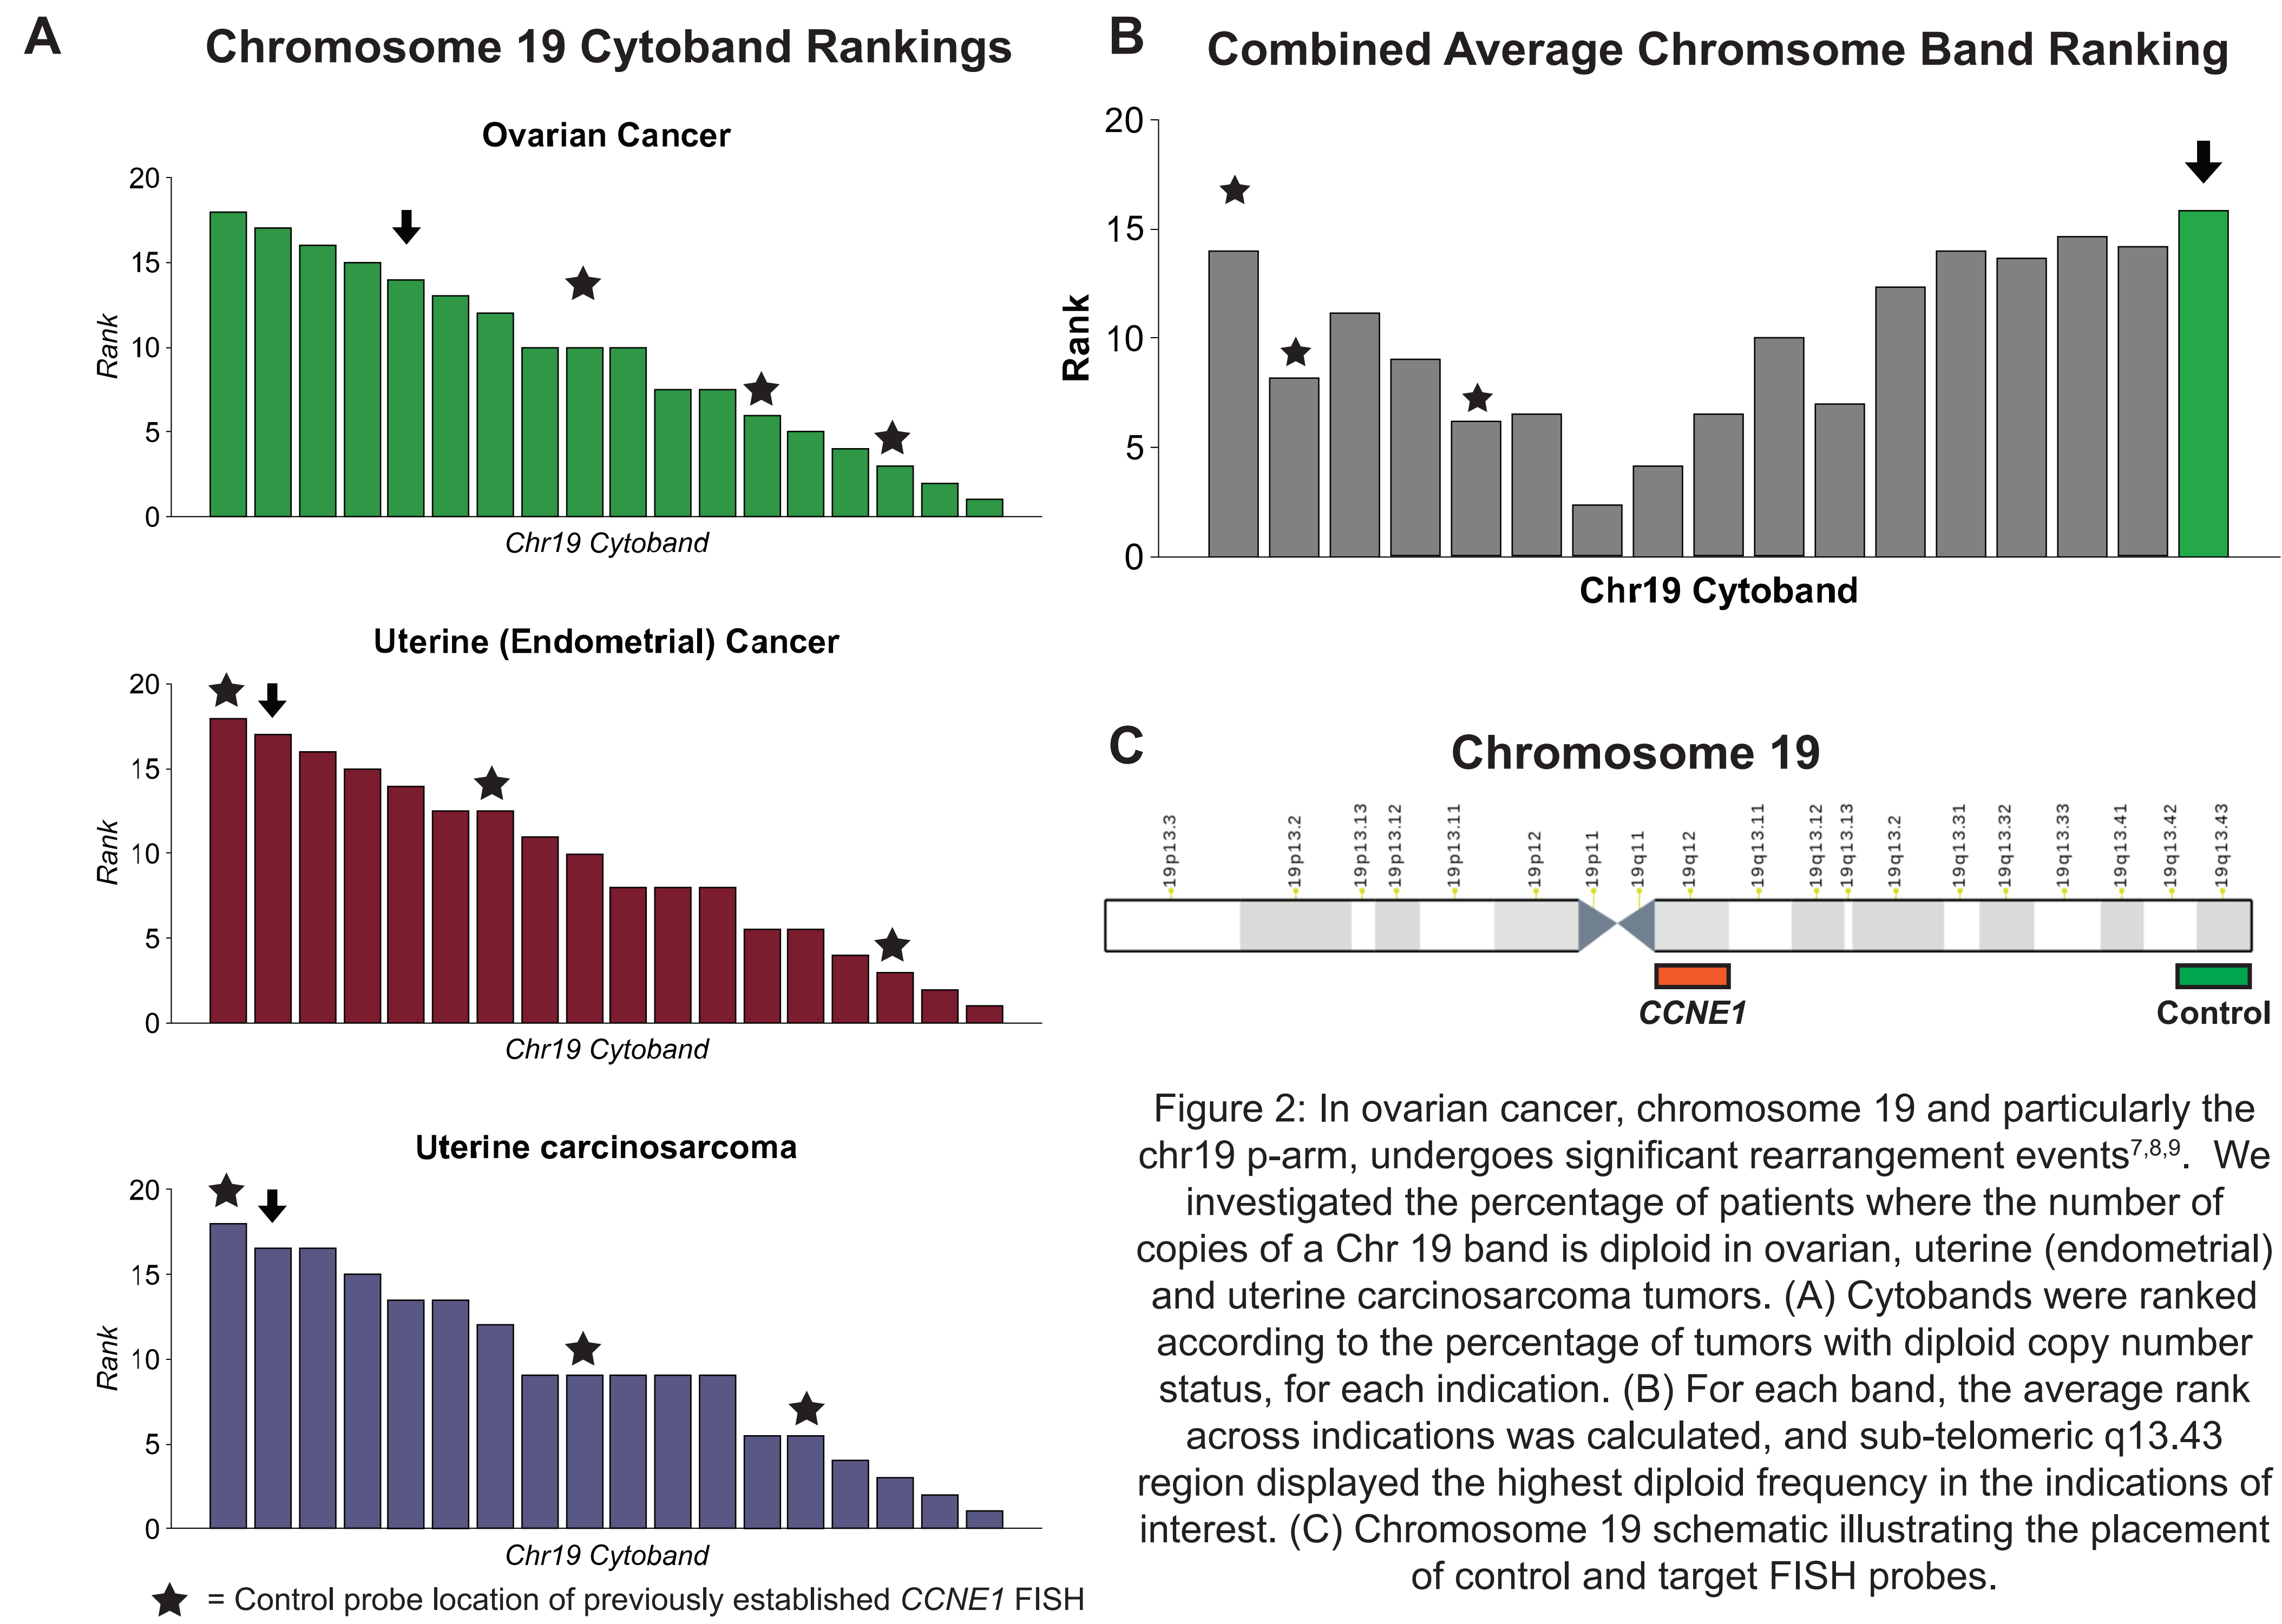 A
Chromosome 19 Cytoband Rankings
Ovarian Cancer
20
15
10
5
0
Rank
Chr19 Cytoband
Uterine (Endometrial) Cancer
20
15
10
5
0
Rank
Chr19 Cytoband
Uterine carcinosarcoma
20
15
10
5
0
Rank
Chr19 Cytoband
★ = Control probe location of previously established CCNE1 FISH
B
Combined Average Chromsome Band Ranking
20
15
10
5
0
Rank
Chr19 Cytoband
C
Chromosome 19
19p13.3
19p13.2
19p13.13
19p13.12
19p13.11
19p12
19p11
19q11
19q12
19q13.11
19q13.12
19q13.13
19q13.2
19q13.31
19q13.32
19q13.33
19q13.41
19q13.42
19q13.43
CCNE1
Control
Figure 2: In ovarian cancer, chromosome 19 and particularly the
chr19 p-arm, undergoes significant rearrangement events7,8,9. We
investigated the percentage of patients where the number of
copies of a Chr 19 band is diploid in ovarian, uterine (endometrial)
and uterine carcinosarcoma tumors. (A) Cytobands were ranked
according to the percentage of tumors with diploid copy number
status, for each indication. (B) For each band, the average rank
across indications was calculated, and sub-telomeric q13.43
region displayed the highest diploid frequency in the indications of
interest. (C) Chromosome 19 schematic illustrating the placement
of control and target FISH probes.